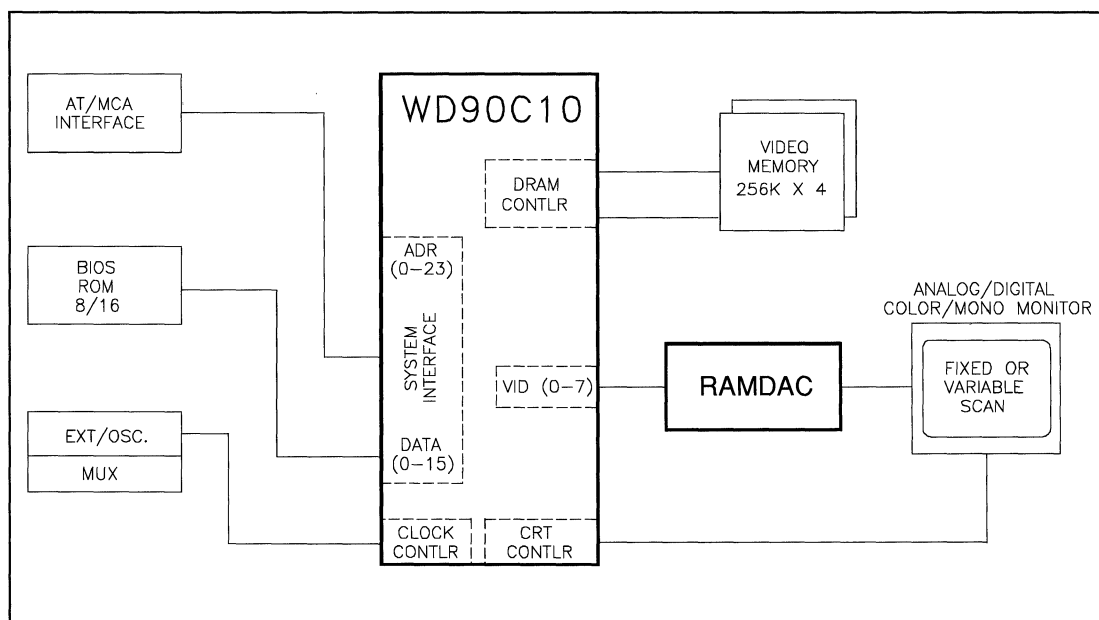 AT/MCA
INTERFACE
BIOS
ROM
8/16
EXT/OSC.
MUX
WD90C10
DRAM
CONTLR
ADR
(0-23)
SYSTEM
INTERFACE
DATA
(0-15)
VID (0-7)
CLOCK
CONTLR
CRT
CONTLR
VIDEO
MEMORY
256K X 4
RAMDAC
ANALOG/DIGITAL
COLOR/MONO MONITOR
FIXED OR
VARIABLE
SCAN